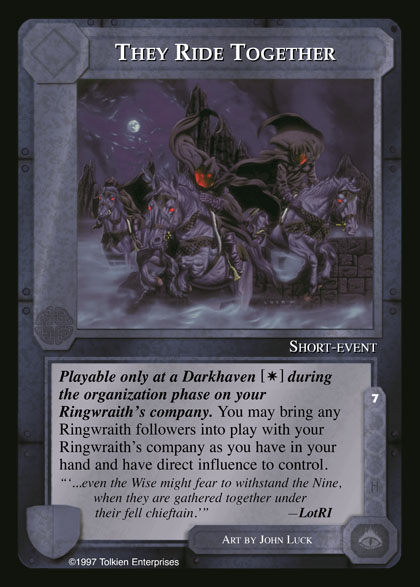 They Ride Together
Short-event
Playable only at a Darkhaven [✶] during
the organization phase on your
Ringwraith's company. You may bring any
Ringwraith followers into play with your
Ringwraith's company as you have in your
hand and have direct influence to control.
“‘...even the Wise might fear to withstand the Nine,
when they are gathered together under
their fell chieftain.’” —LotRI
7
H
Art by John Luck
©1997 Tolkien Enterprises